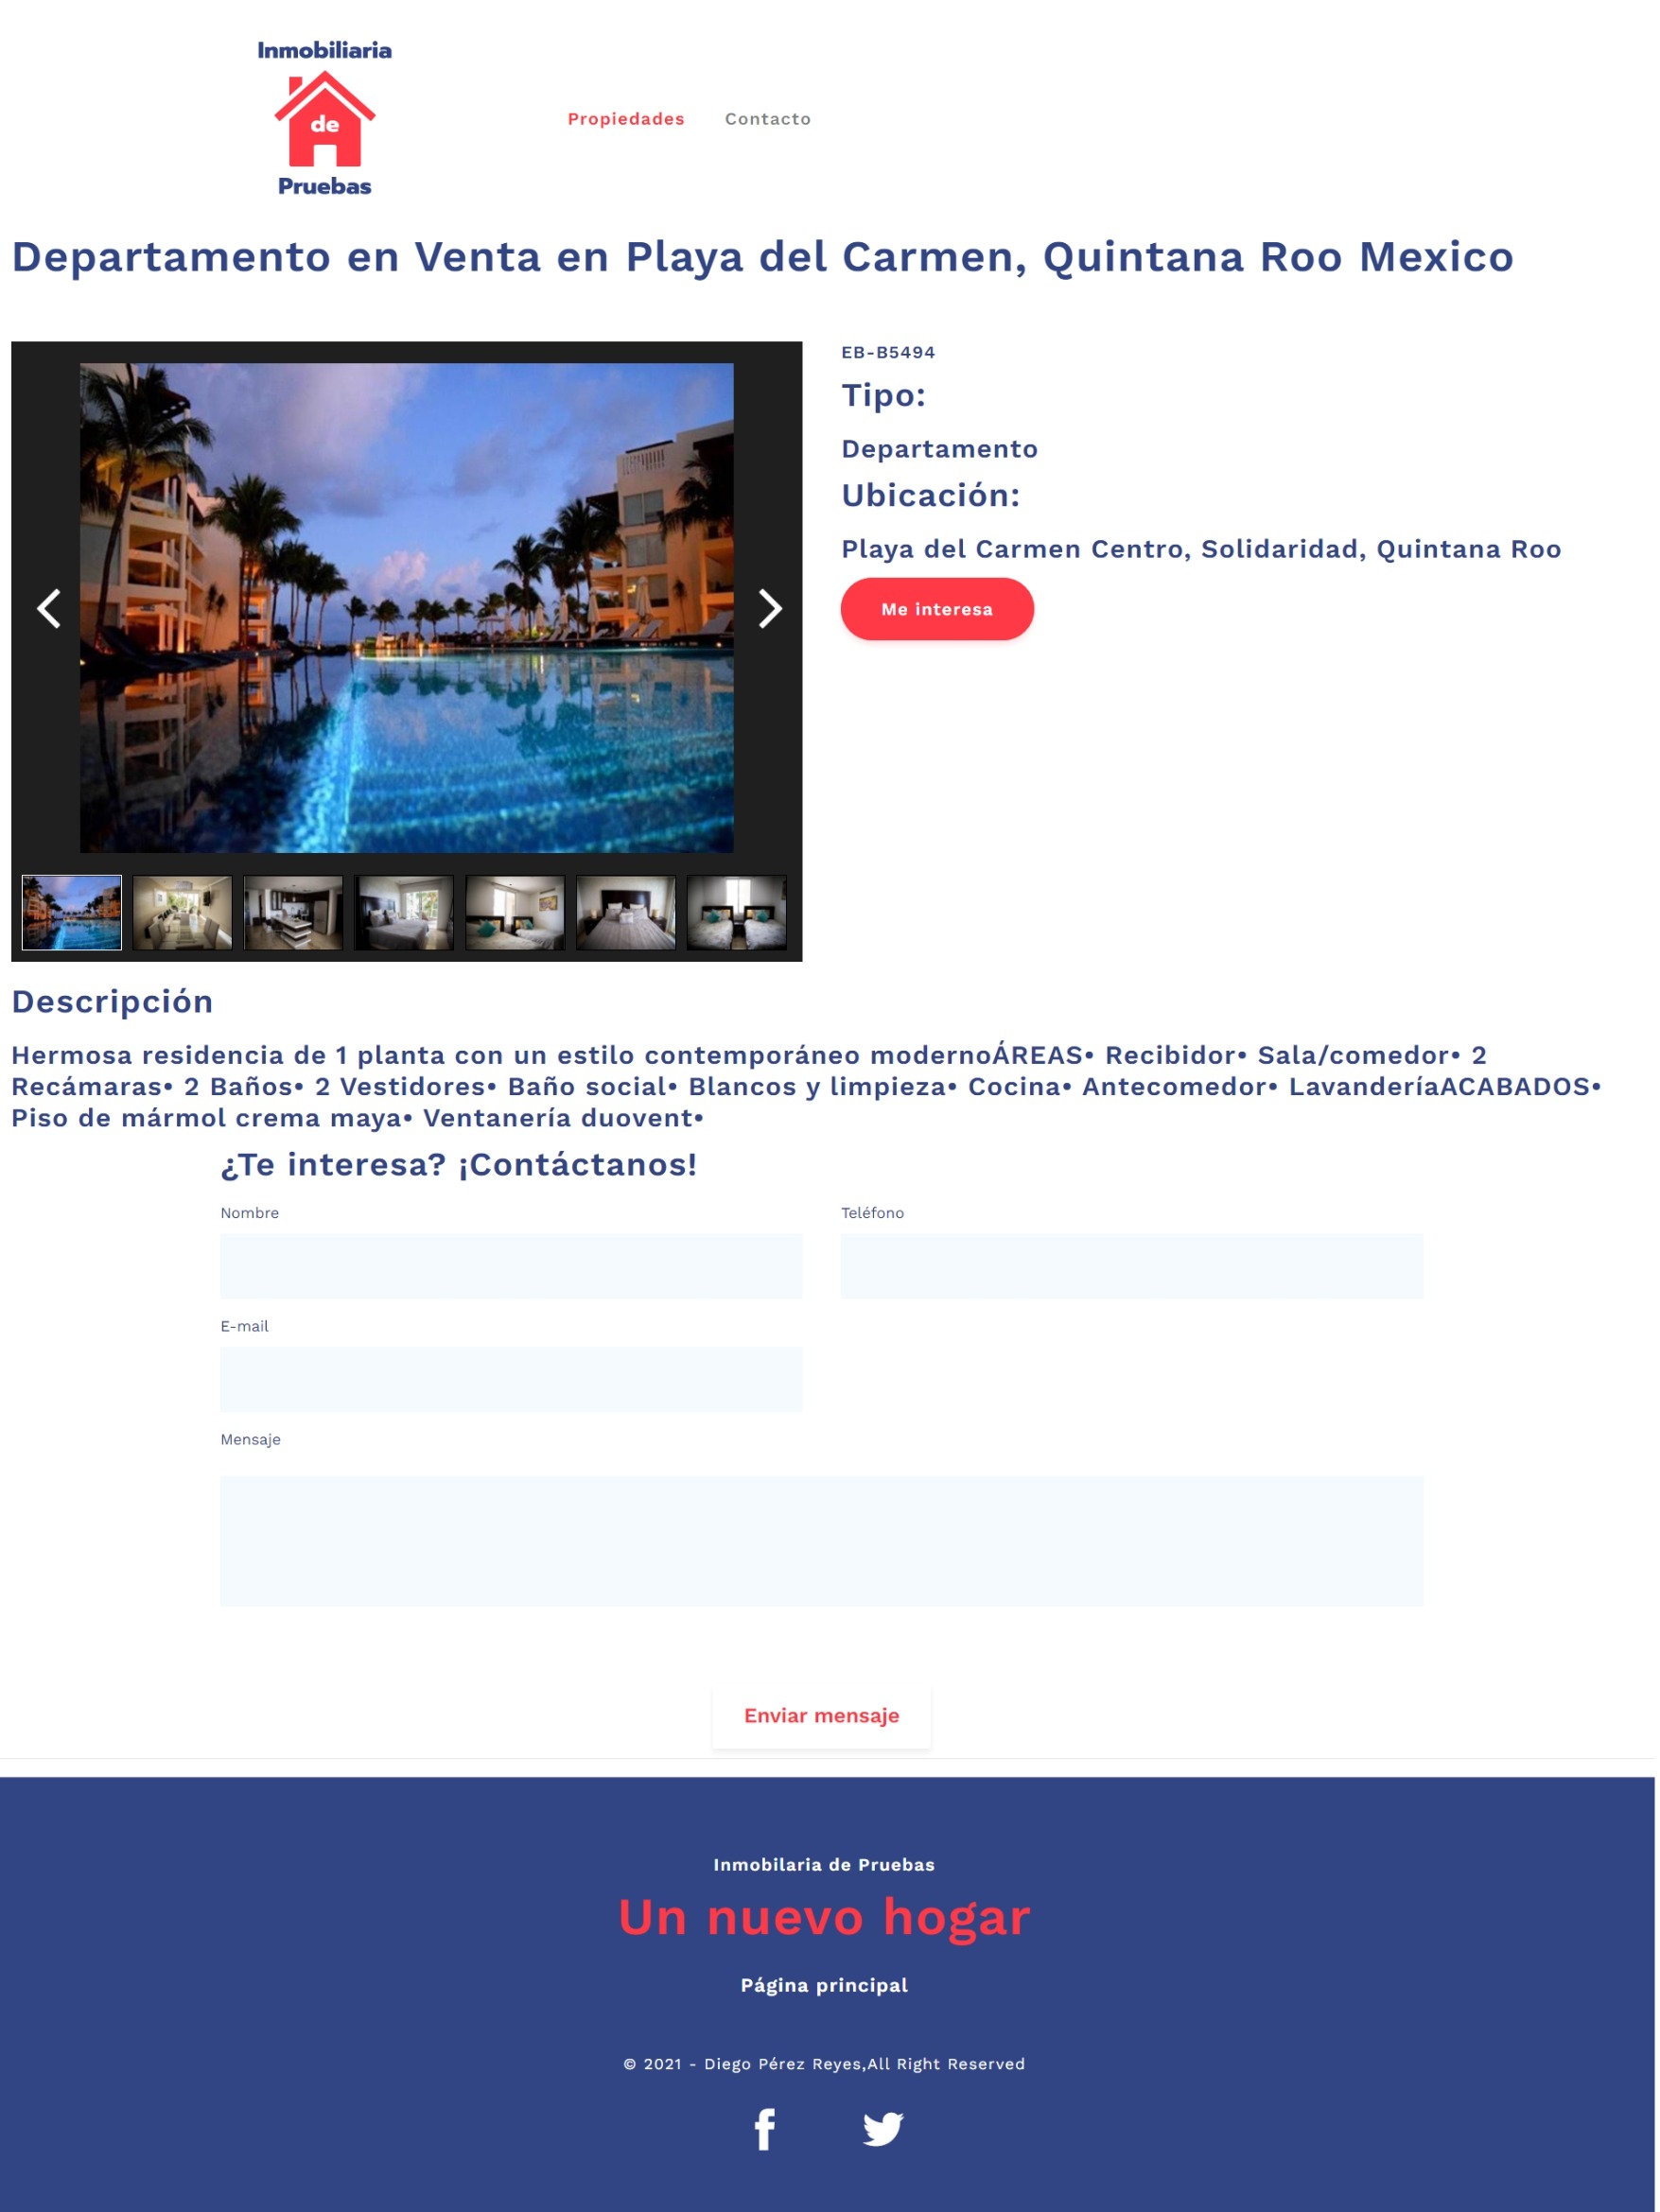 Inmobiliaria
de
Pruebas
Propiedades
Contacto
Departamento en Venta en Playa del Carmen, Quintana Roo Mexico
EB-B5494
Tipo:
Departamento
Ubicación:
Playa del Carmen Centro, Solidaridad, Quintana Roo
Me interesa
Descripción
Hermosa residencia de 1 planta con un estilo contemporáneo modernoÁREAS• Recibidor• Sala/comedor• 2
Recámaras• 2 Baños• 2 Vestidores• Baño social• Blancos y limpieza• Cocina• Antecomedor• LavanderíaACABADOS•
Piso de mármol crema maya• Ventanería duovent•
¿Te interesa? ¡Contáctanos!
Nombre
Teléfono
E-mail
Mensaje
Enviar mensaje
Inmobilaria de Pruebas
Un nuevo hogar
Página principal
© 2021 - Diego Pérez Reyes,All Right Reserved